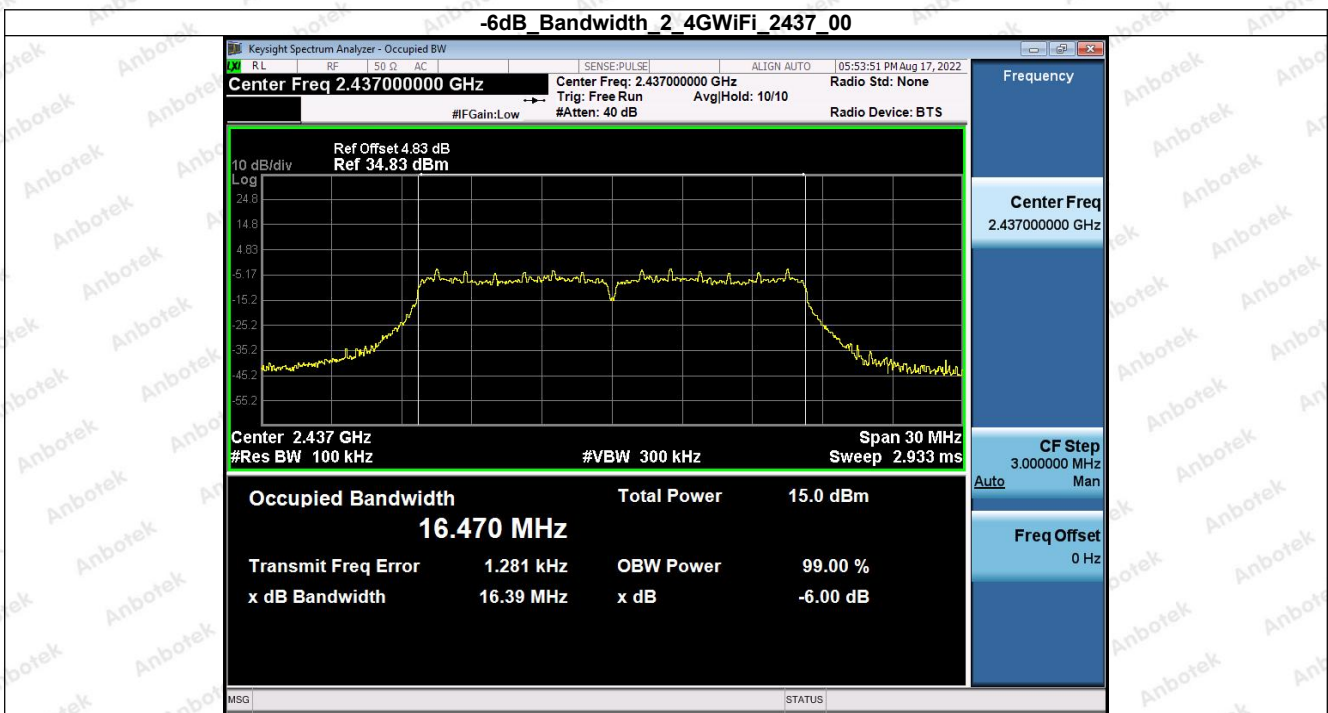 -6dB_Bandwidth_2_4GWiFi_2437_00
Keysight Spectrum Analyzer - Occupied BW
LXI RL RF 50 Ω AC SENSE:PULSE ALIGN AUTO 05:53:51 PM Aug 17, 2022
Center Freq 2.437000000 GHz
Center Freq: 2.437000000 GHz Radio Std: None
Trig: Free Run Avg|Hold: 10/10
#IFGain:Low #Atten: 40 dB Radio Device: BTS
Frequency
Ref Offset 4.83 dB
10 dB/div Ref 34.83 dBm
Log
24.8
14.8
4.83
-5.17
-15.2
-25.2
-35.2
-45.2
-55.2
Center 2.437 GHz Span 30 MHz
#Res BW 100 kHz #VBW 300 kHz Sweep 2.933 ms
Occupied Bandwidth Total Power 15.0 dBm
16.470 MHz
Transmit Freq Error 1.281 kHz OBW Power 99.00 %
x dB Bandwidth 16.39 MHz x dB -6.00 dB
Center Freq
2.437000000 GHz
CF Step
3.000000 MHz
Auto Man
Freq Offset
0 Hz
MSG STATUS
Anbotek